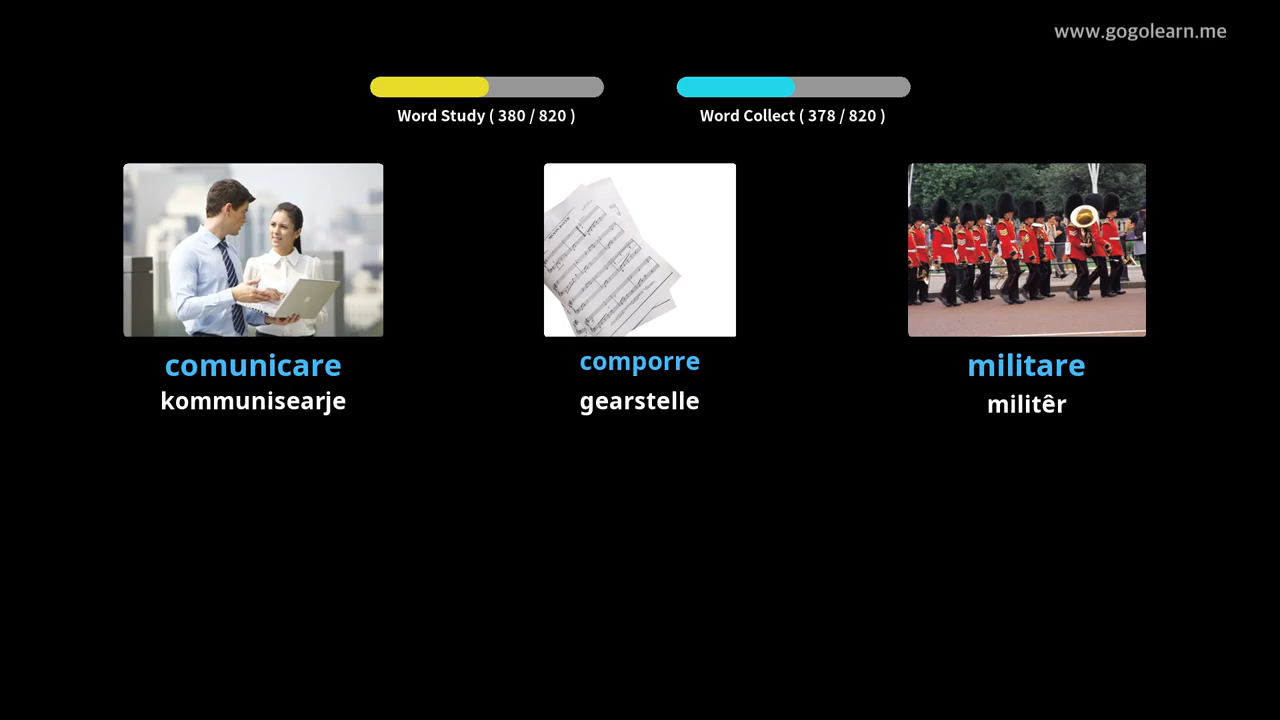 www.gogolearn.me
Word Study ( 380 / 820 )
Word Collect ( 378 / 820 )
comunicare
kommunisearje
comporre
gearstelle
militare
militêr